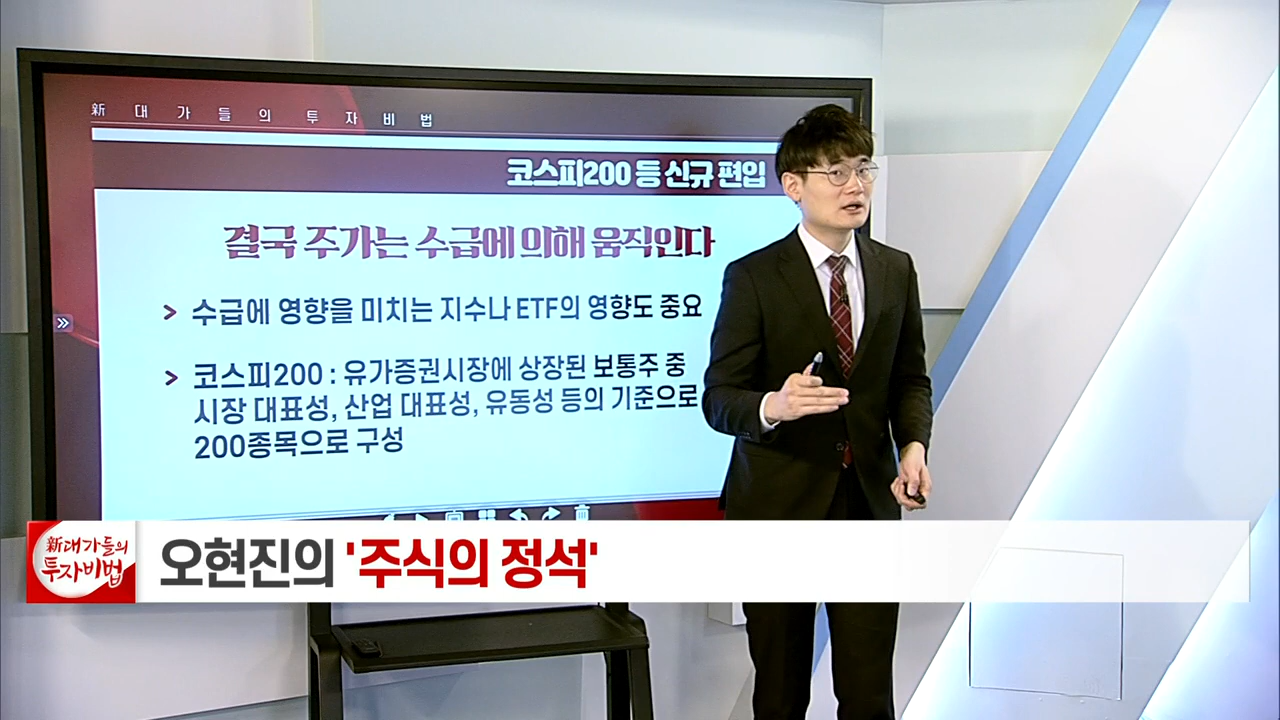 新 대 가 들 의 투 자 비 법
코스피200 등 신규 편입
결국 주가는 수급에 의해 움직인다
> 수급에 영향을 미치는 지수나 ETF의 영향도 중요
> 코스피200 : 유가증권시장에 상장된 보통주 중
시장 대표성, 산업 대표성, 유동성 등의 기준으로
200종목으로 구성
新대가들의
투자비법
오현진의 '주식의 정석'